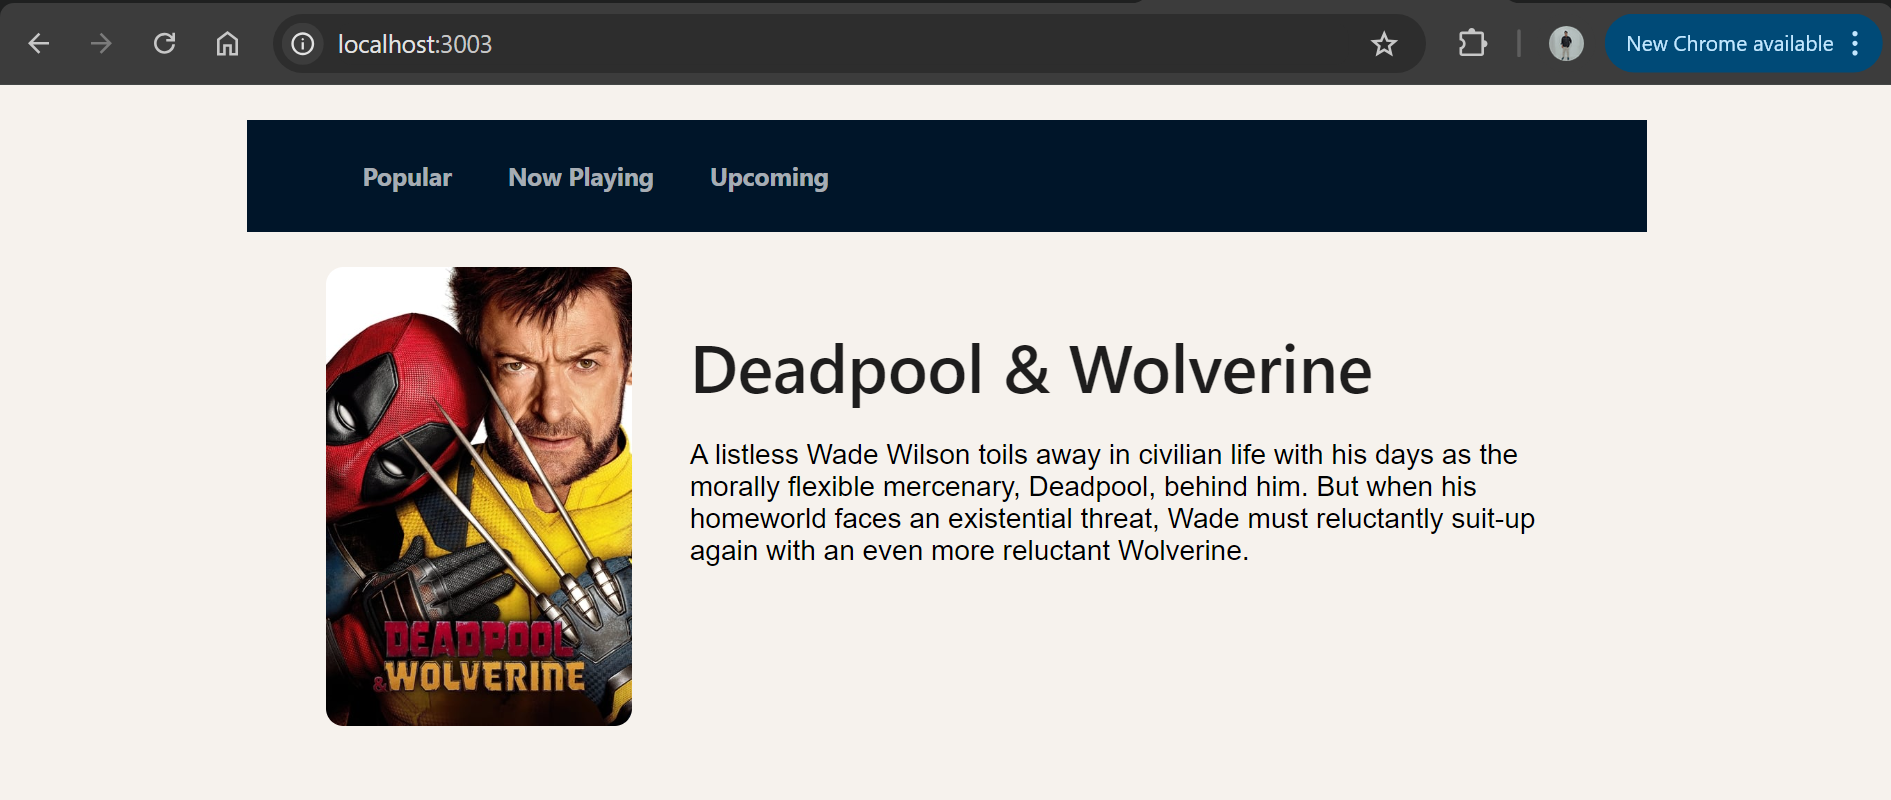 localhost:3003
New Chrome available
Popular Now Playing Upcoming
Deadpool & Wolverine
A listless Wade Wilson toils away in civilian life with his days as the
morally flexible mercenary, Deadpool, behind him. But when his
homeworld faces an existential threat, Wade must reluctantly suit-up
again with an even more reluctant Wolverine.
DEADPOOL
&WOLVERINE